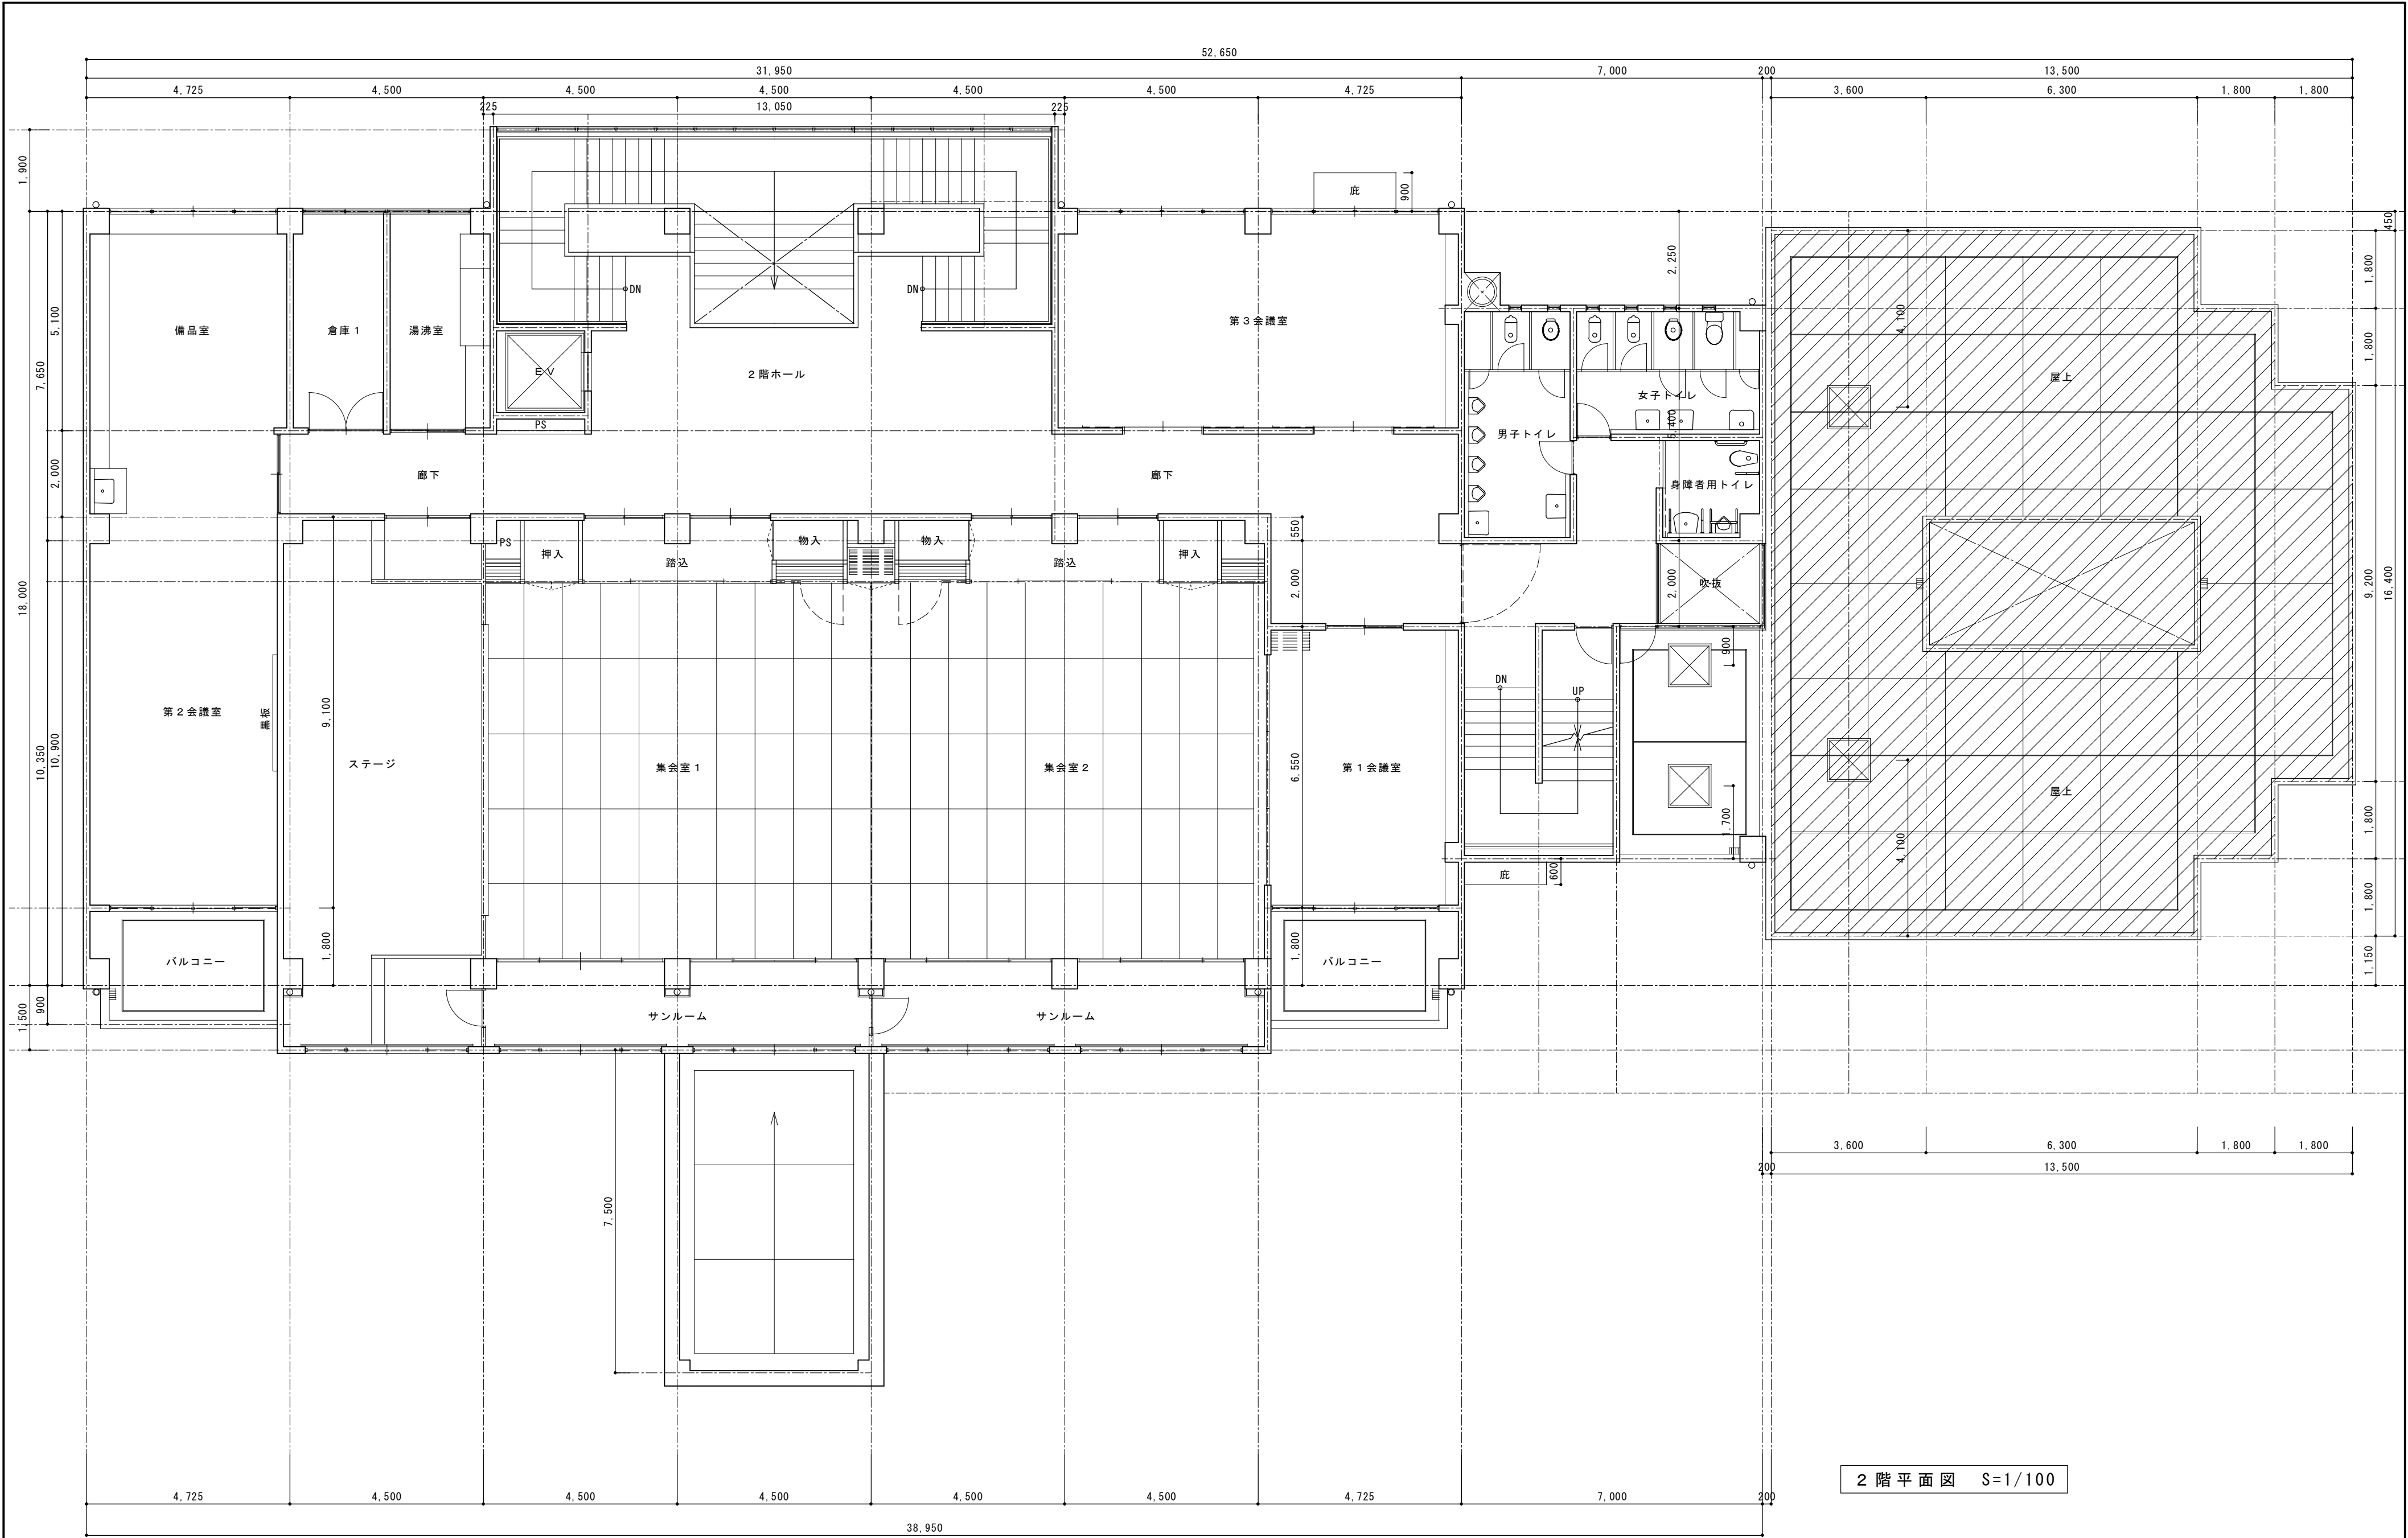 52,650
31,950
7,000
200
13,500
4,725
4,500
4,500
4,500
4,500
4,500
4,725
3,600
6,300
1,800
1,800
225
13,050
225
1,900
庇
900
450
2,250
DN
DN
備品室
倉庫１
湯沸室
EV
２階ホール
第３会議室
5,100
7,650
4,100
屋上
1,800
1,800
女子トイレ
5,400
男子トイレ
PS
2,000
廊下
廊下
身障者用トイレ
550
PS
押入
踏込
物入
物入
踏込
押入
2,000
2,000
吹抜
18,000
9,200
16,400
900
DN
UP
第２会議室
黒板
9,100
10,350
10,900
ステージ
集会室１
集会室２
6,550
第１会議室
屋上
1,700
4,100
1,800
600
庇
1,800
1,800
1,800
バルコニー
バルコニー
1,150
1,500
900
サンルーム
サンルーム
3,600
6,300
1,800
1,800
200
13,500
7,500
２階平面図 S=1/100
4,725
4,500
4,500
4,500
4,500
4,500
4,725
7,000
200
38,950